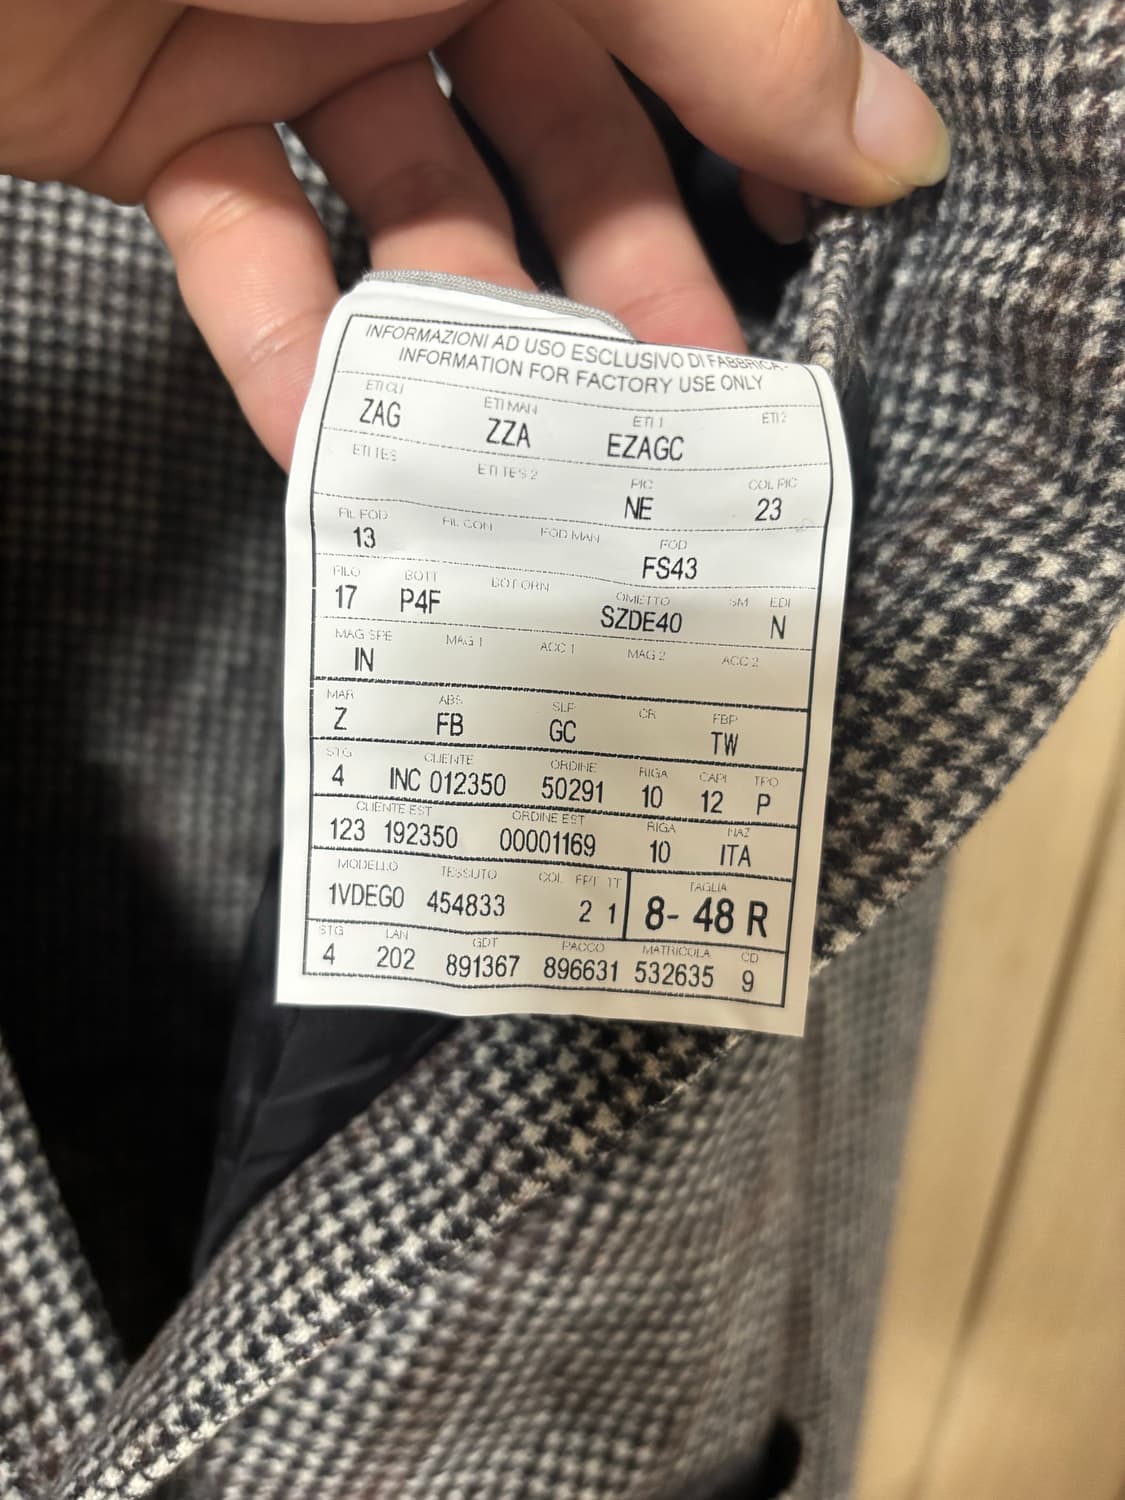 INFORMAZIONI AD USO ESCLUSIVO DI FABBRICA-
INFORMATION FOR FACTORY USE ONLY
ETI CLI ETI MAN ETI 1 ETI 2
ZAG ZZA EZAGC
ETI TES ETI TES 2 PIC COL PIC
NE 23
FIL FOD FIL CON FOD MAN FOD
13 FS43
FILO BOTT BOT ORN OMETTO SM EDI
17 P4F SZDE40 N
MAG SPE MAG 1 ACC 1 MAG 2 ACC 2
IN
MAR ABS SLF CR FBP
Z FB GC TW
STG CLIENTE ORDINE RIGA CAPI TPO
4 INC 012350 50291 10 12 P
CLIENTE EST ORDINE EST RIGA NAZ
123 192350 00001169 10 ITA
MODELLO TESSUTO COL TT TAGLIA
1VDEG0 454833 2 1 8- 48 R
STG LAN GDT PACCO MATRICOLA CD
4 202 891367 896631 532635 9